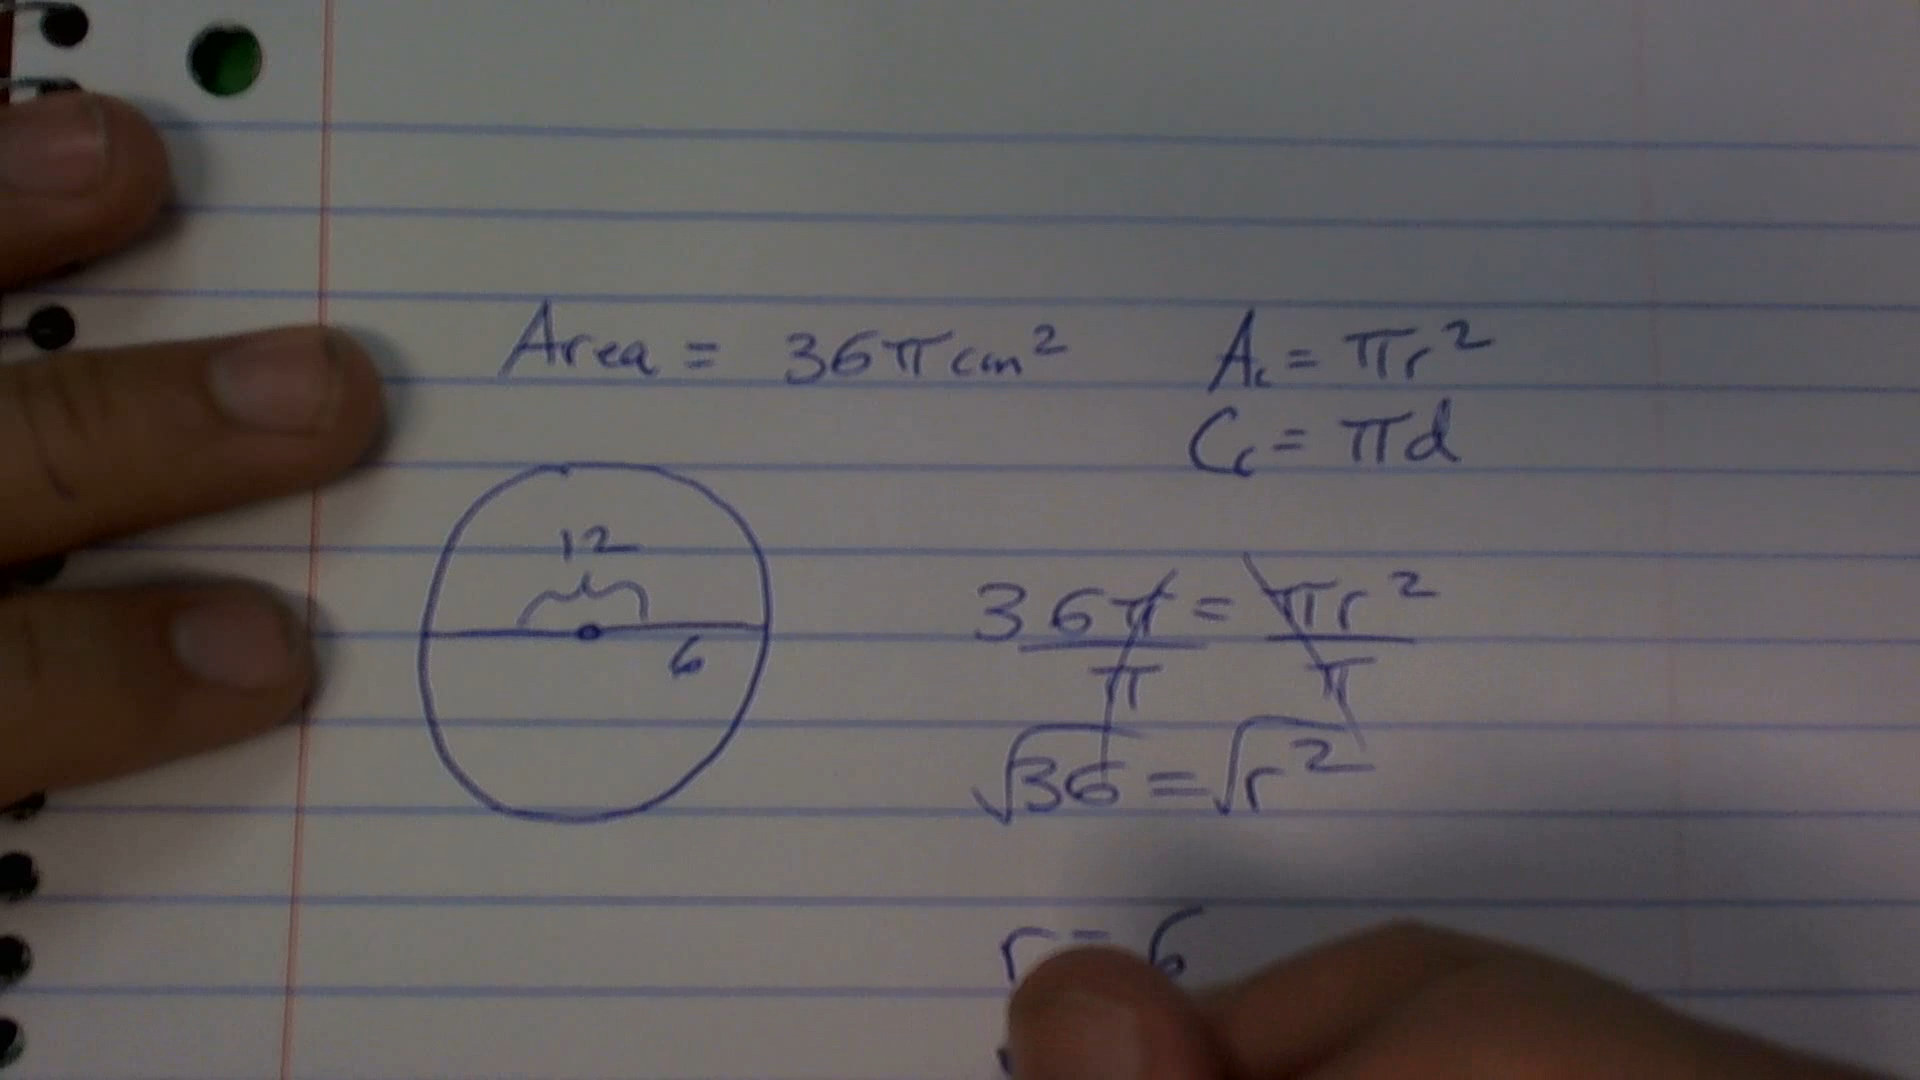 Area = 36π cm²
A꜀ = πr²
C꜀ = πd
12
6
36π = πr²
π π
√36 = √r²
r = 6